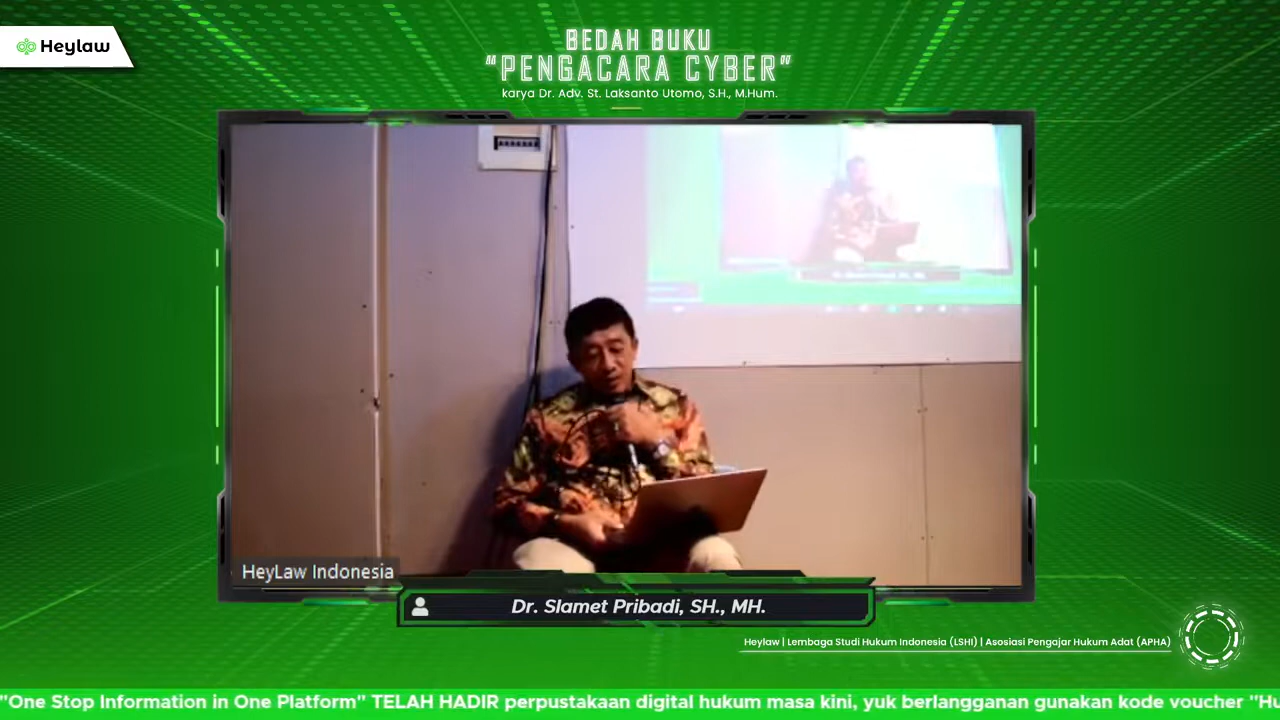 Heylaw
BEDAH BUKU
"PENGACARA CYBER"
karya Dr. Adv. St. Laksanto Utomo, S.H., M.Hum.
HeyLaw Indonesia
Dr. Slamet Pribadi, SH., MH.
Heylaw | Lembaga Studi Hukum Indonesia (LSHI) | Asosiasi Pengajar Hukum Adat (APHA)
"One Stop Information in One Platform" TELAH HADIR perpustakaan digital hukum masa kini, yuk berlangganan gunakan kode voucher "Hu